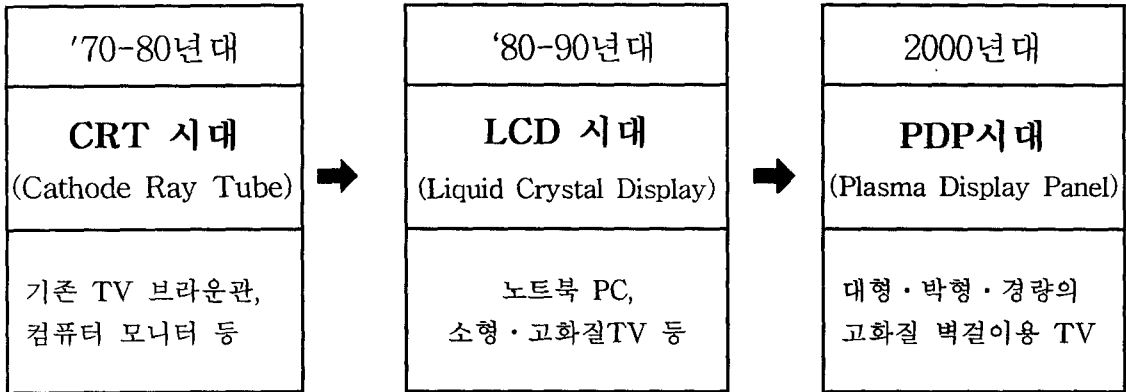 '70-80년대
CRT 시대
(Cathode Ray Tube)
기존 TV 브라운관,
컴퓨터 모니터 등
‘80-90년대
LCD 시대
(Liquid Crystal Display)
노트북 PC,
소형·고화질TV 등
2000년대
PDP시대
(Plasma Display Panel)
대형·박형·경량의
고화질 벽걸이용 TV